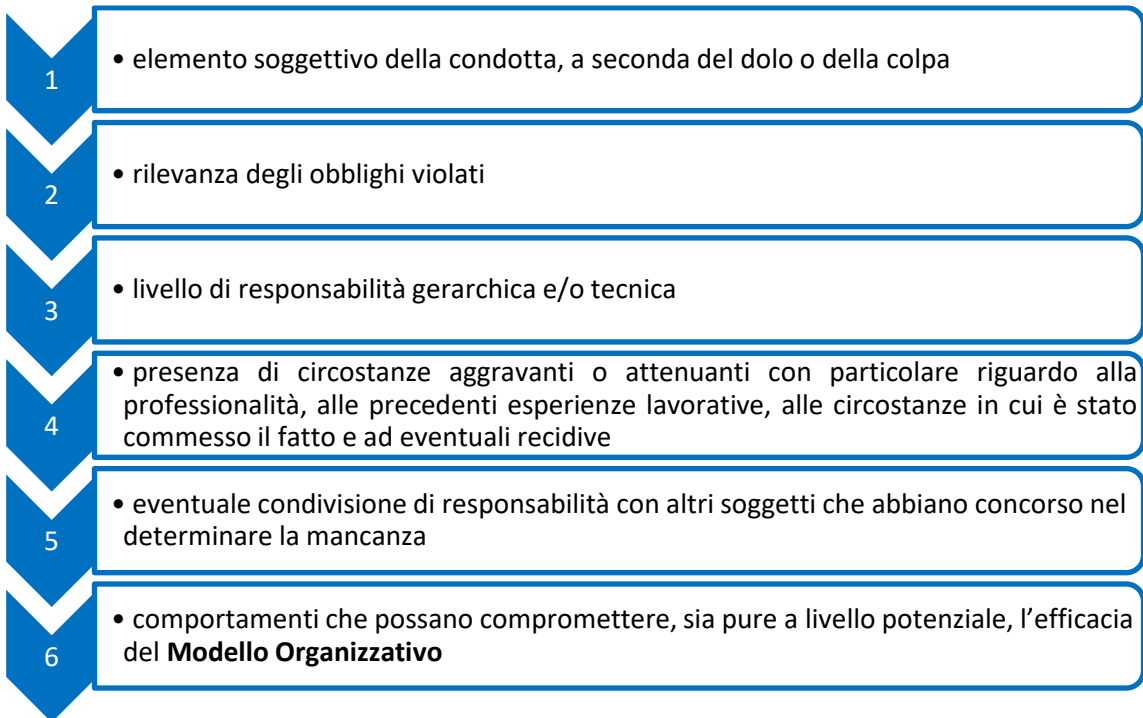 1
• elemento soggettivo della condotta, a seconda del dolo o della colpa
2
• rilevanza degli obblighi violati
3
• livello di responsabilità gerarchica e/o tecnica
4
• presenza di circostanze aggravanti o attenuanti con particolare riguardo alla
professionalità, alle precedenti esperienze lavorative, alle circostanze in cui è stato
commesso il fatto e ad eventuali recidive
5
• eventuale condivisione di responsabilità con altri soggetti che abbiano concorso nel
determinare la mancanza
6
• comportamenti che possano compromettere, sia pure a livello potenziale, l’efficacia
del Modello Organizzativo